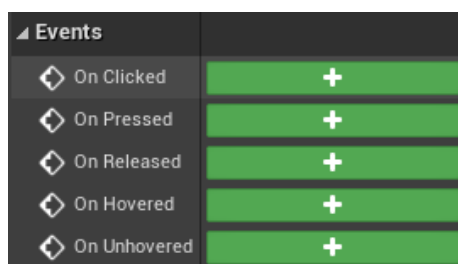 Events
On Clicked
On Pressed
On Released
On Hovered
On Unhovered